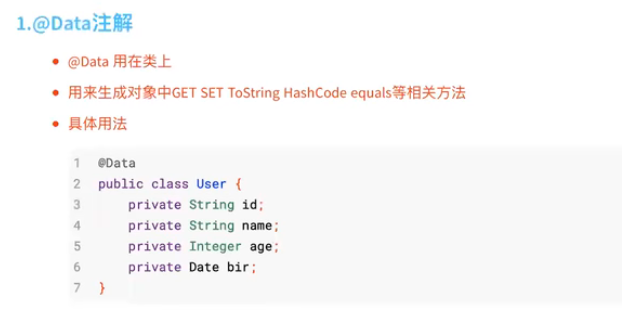 1.@Data注解
@Data 用在类上
用来生成对象中GET SET ToString HashCode equals等相关方法
具体用法
1 @Data
2 public class User {
3 private String id;
4 private String name;
5 private Integer age;
6 private Date bir;
7 }